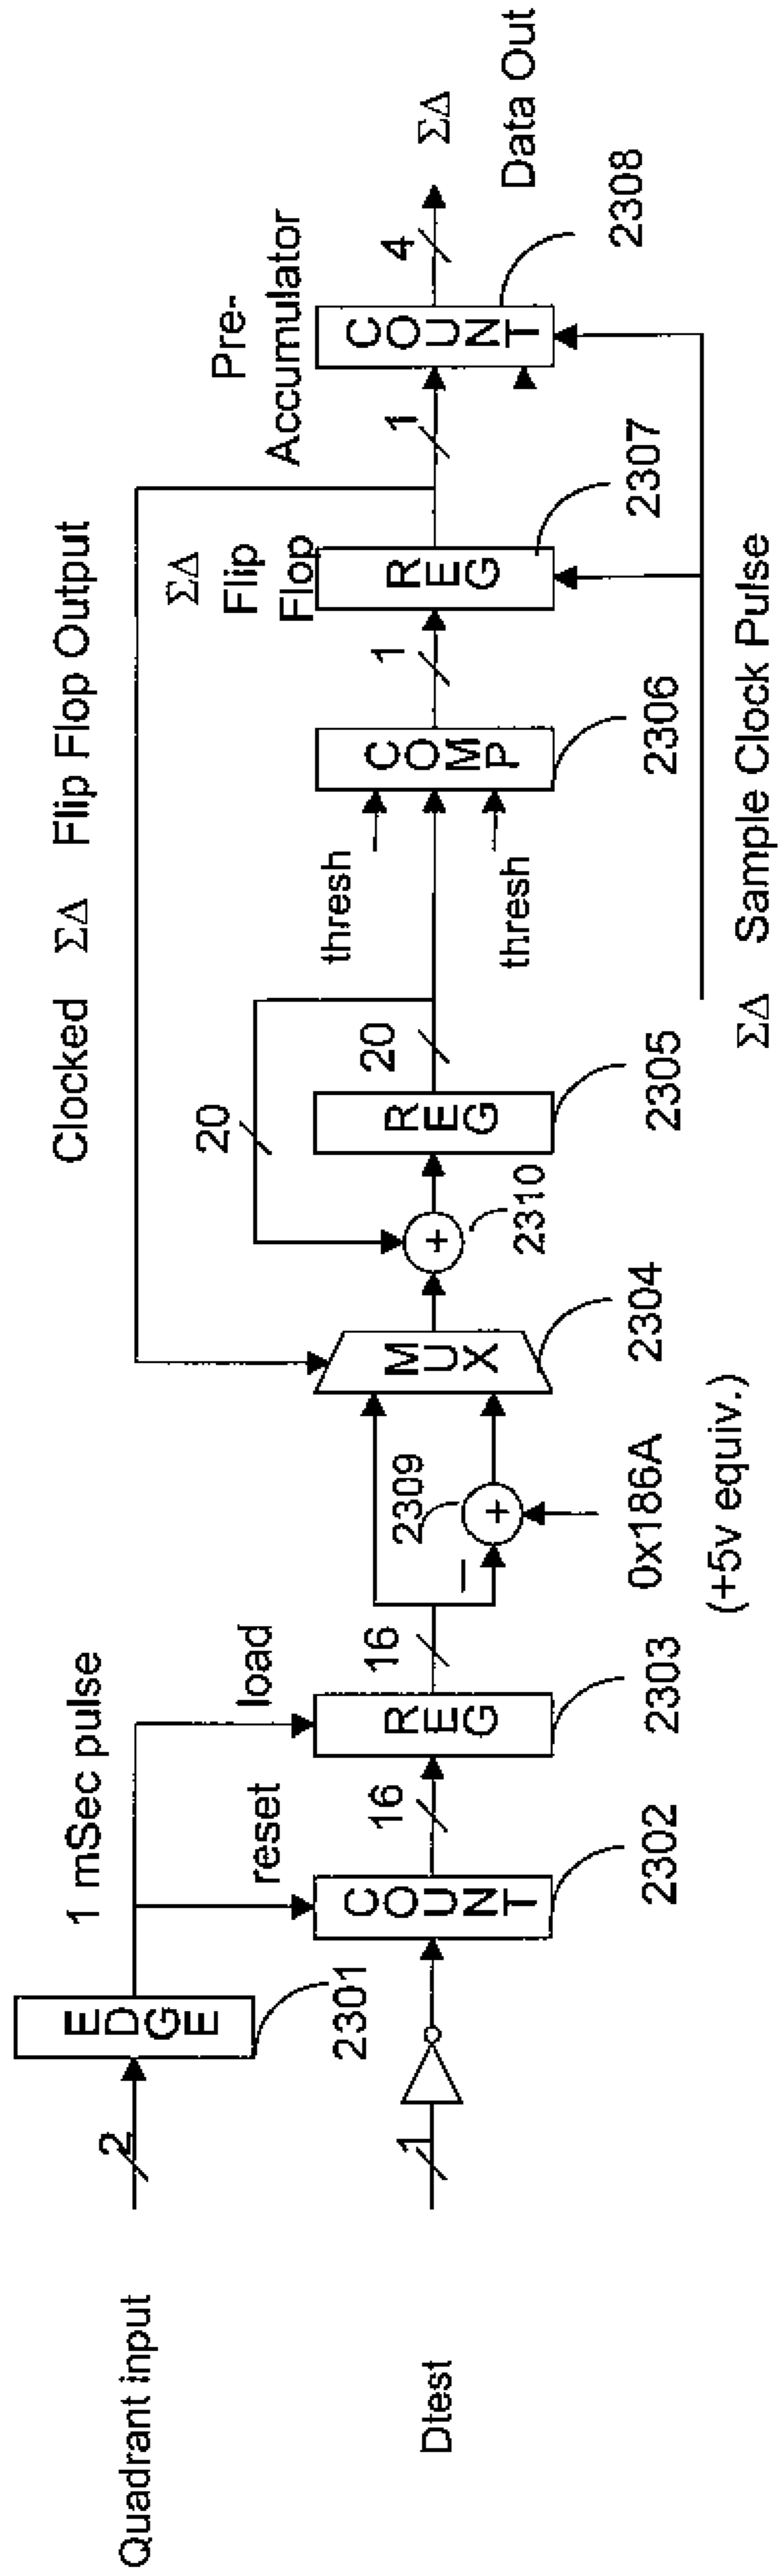 Quadrant input
2
EDGE
2301
1 mSec pulse
reset
load
Dtest
1
COUNT
2302
16
REG
2303
16
−
+
2309
0x186A
(+5v equiv.)
MUX
2304
+
2310
20
REG
2305
20
thresh
thresh
COMP
2306
1
ΣΔ
Flip
Flop
REG
2307
1
Clocked ΣΔ Flip Flop Output
Pre-
Accumulator
COUNT
2308
4
ΣΔ
Data Out
ΣΔ Sample Clock Pulse